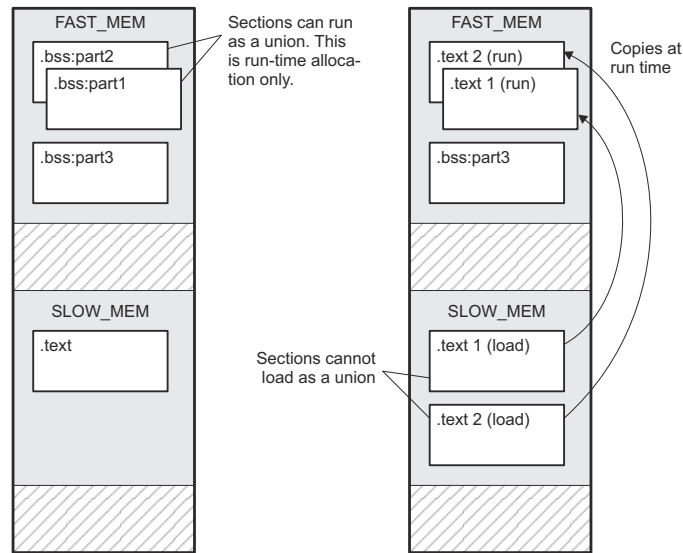 FAST_MEM
.bss:part2
.bss:part1
.bss:part3
Sections can run
as a union. This
is run-time alloca-
tion only.
SLOW_MEM
.text
FAST_MEM
.text 2 (run)
.text 1 (run)
.bss:part3
Copies at
run time
SLOW_MEM
.text 1 (load)
.text 2 (load)
Sections cannot
load as a union